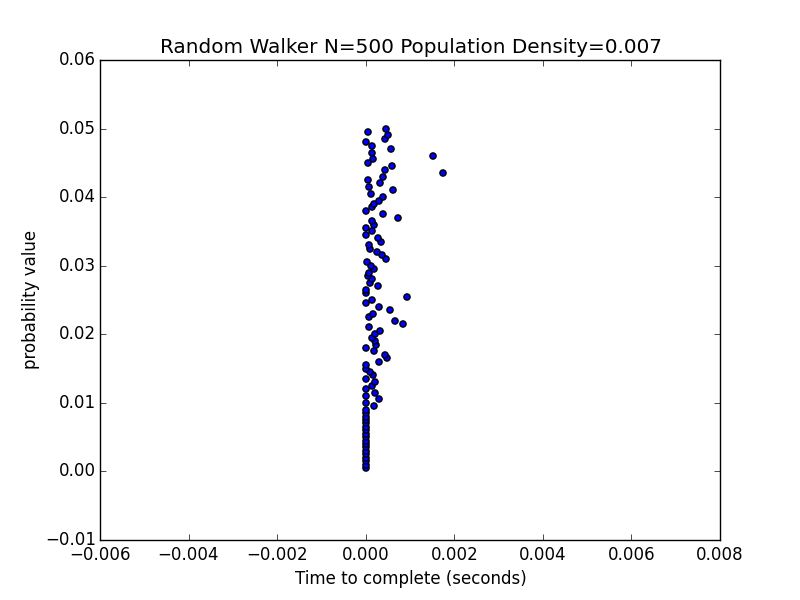 Random Walker N=500 Population Density=0.007
0.06
0.05
0.04
0.03
0.02
0.01
0.00
−0.01
probability value
−0.006 −0.004 −0.002 0.000 0.002 0.004 0.006 0.008
Time to complete (seconds)